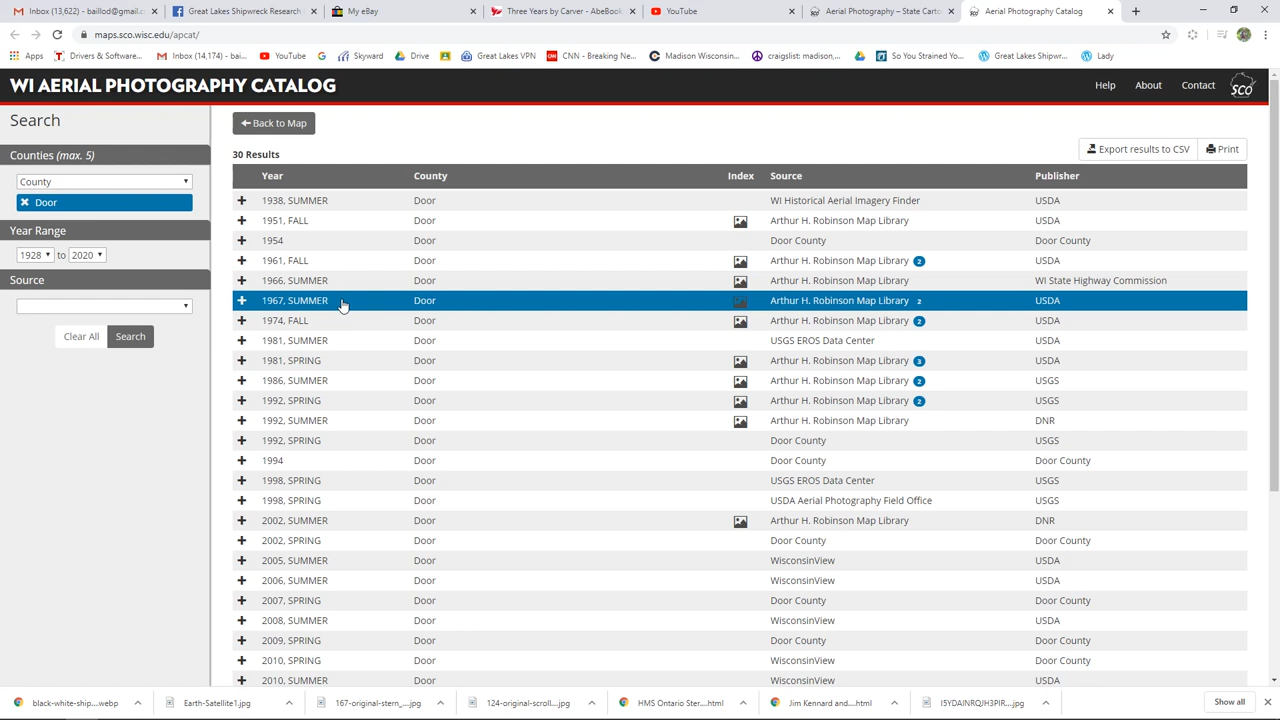 Inbox (13,622) - baillod@gmail.c
Great Lakes Shipwreck Research
My eBay
Three Years by Carver - AbeBook
YouTube
Aerial Photography – State Carto
Aerial Photography Catalog
maps.sco.wisc.edu/apcat/
Apps
Drivers & Softwar...
Inbox (14,174) - bai...
YouTube
Skyward
Drive
Great Lakes VPN
CNN - Breaking Ne...
Madison Wisconsin...
craigslist: madison,...
So You Strained Yo...
Great Lakes Shipwr...
Lady
WI AERIAL PHOTOGRAPHY CATALOG
Help
About
Contact
SCO
Search
Counties (max. 5)
County
Door
Year Range
1928 to 2020
Source
Clear All
Search
Back to Map
30 Results
Export results to CSV
Print
Year County Index Source Publisher
1938, SUMMER Door WI Historical Aerial Imagery Finder USDA
1951, FALL Door Arthur H. Robinson Map Library USDA
1954 Door Door County Door County
1961, FALL Door Arthur H. Robinson Map Library 2 USDA
1966, SUMMER Door Arthur H. Robinson Map Library WI State Highway Commission
1967, SUMMER Door Arthur H. Robinson Map Library 2 USDA
1974, FALL Door Arthur H. Robinson Map Library 2 USDA
1981, SUMMER Door USGS EROS Data Center USDA
1981, SPRING Door Arthur H. Robinson Map Library 3 USDA
1986, SUMMER Door Arthur H. Robinson Map Library 2 USGS
1992, SPRING Door Arthur H. Robinson Map Library 2 USGS
1992, SUMMER Door Arthur H. Robinson Map Library DNR
1992, SPRING Door Door County USGS
1994 Door Door County Door County
1998, SPRING Door USGS EROS Data Center USGS
1998, SPRING Door USDA Aerial Photography Field Office USGS
2002, SUMMER Door Arthur H. Robinson Map Library DNR
2002, SPRING Door Door County Door County
2005, SUMMER Door WisconsinView USDA
2006, SUMMER Door WisconsinView USDA
2007, SPRING Door Door County Door County
2008, SUMMER Door WisconsinView USDA
2009, SPRING Door Door County Door County
2010, SPRING Door WisconsinView Door County
2010, SUMMER Door WisconsinView USDA
black-white-ship....webp
Earth-Satellite1.jpg
167-original-stern_....jpg
124-original-scroll....jpg
HMS Ontario Ster....html
Jim Kennard and....html
I5YDAINRQJH3PIR....jpg
Show all